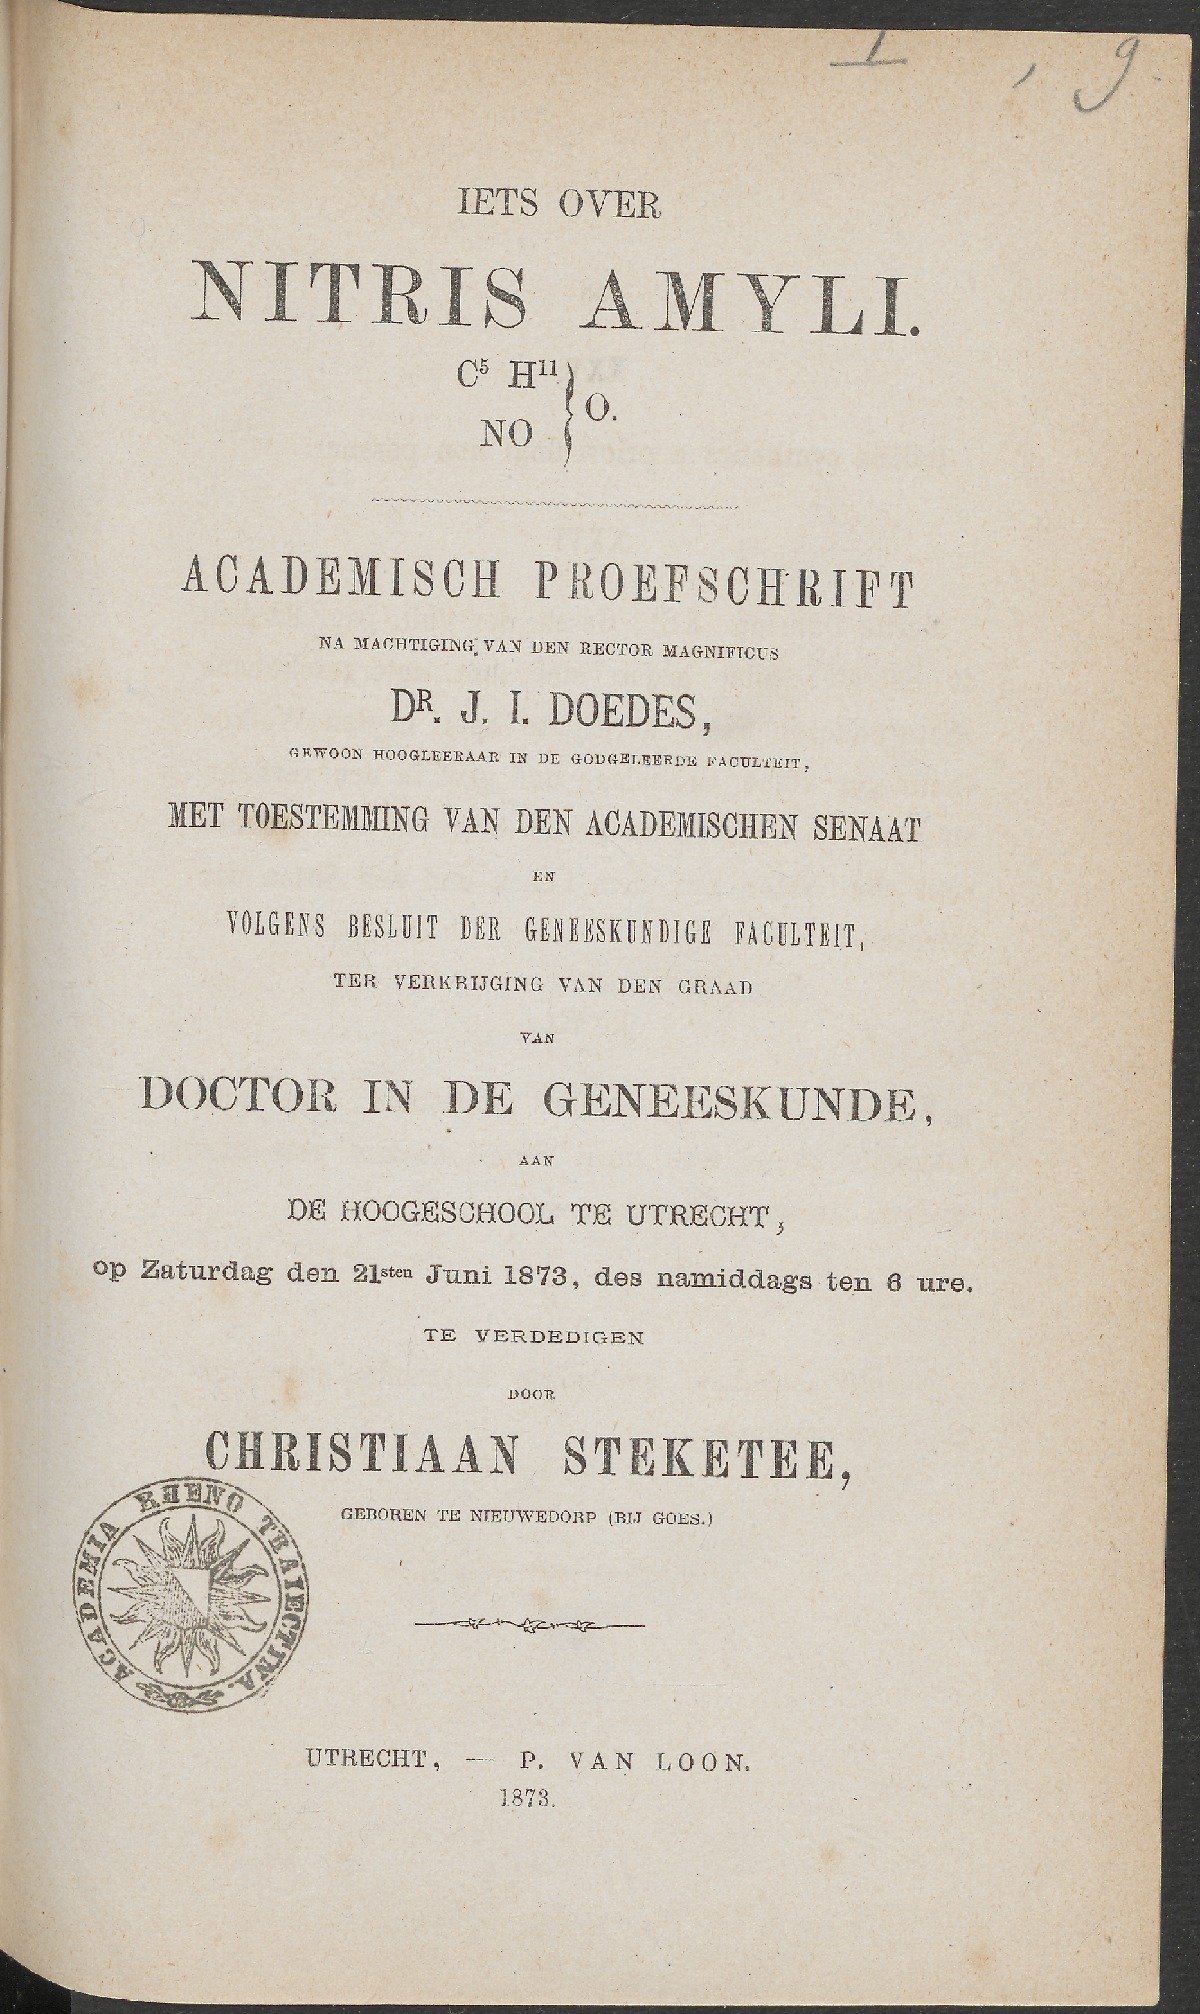 I , 9
IETS OVER
NITRIS AMYLI.
C⁵ H¹¹
NO } O.
ACADEMISCH PROEFSCHRIFT
NA MACHTIGING VAN DEN RECTOR MAGNIFICUS
DR. J. I. DOEDES,
GEWOON HOOGLEERAAR IN DE GODGELEERDE FACULTEIT,
MET TOESTEMMING VAN DEN ACADEMISCHEN SENAAT
EN
VOLGENS BESLUIT DER GENEESKUNDIGE FACULTEIT,
TER VERKRIJGING VAN DEN GRAAD
VAN
DOCTOR IN DE GENEESKUNDE,
AAN
DE HOOGESCHOOL TE UTRECHT,
op Zaturdag den 21sten Juni 1873, des namiddags ten 6 ure.
TE VERDEDIGEN
DOOR
CHRISTIAAN STEKETEE,
GEBOREN TE NIEUWEDORP (BIJ GOES.)
ACADEMIA RHENO TRAIECTINA.
UTRECHT, — P. VAN LOON.
1873.